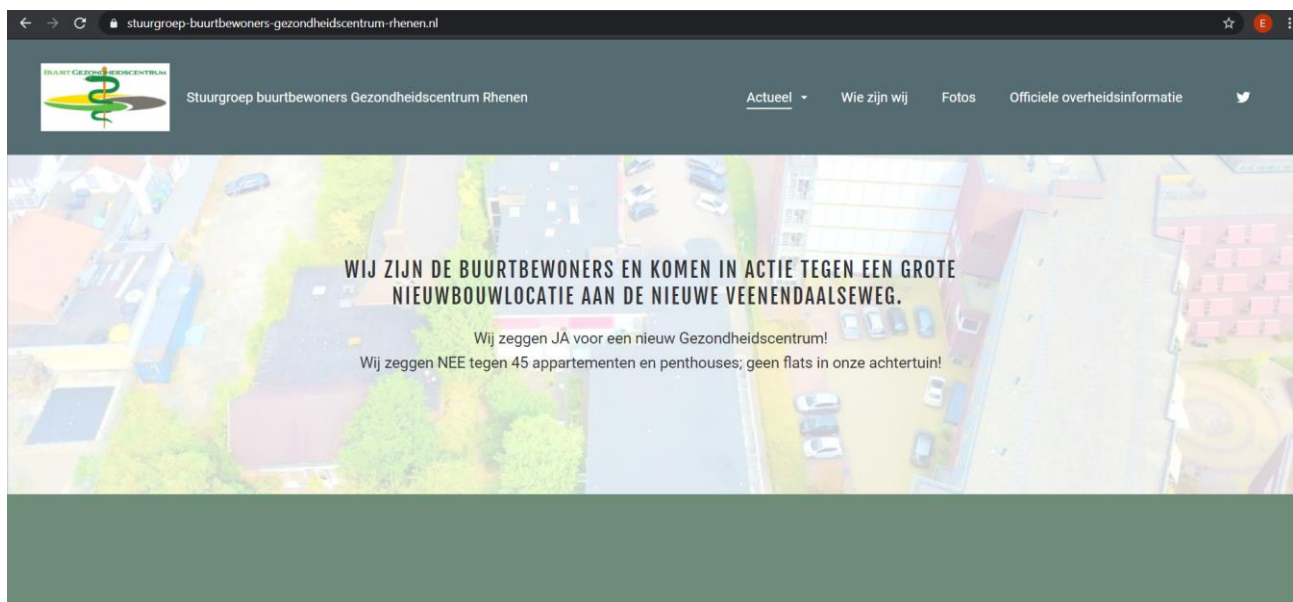 stuurgroep-buurtbewoners-gezondheidscentrum-rhenen.nl
E
BUURT GEZONDHEIDSCENTRUM
Stuurgroep buurtbewoners Gezondheidscentrum Rhenen
Actueel
Wie zijn wij
Fotos
Officiele overheidsinformatie
WIJ ZIJN DE BUURTBEWONERS EN KOMEN IN ACTIE TEGEN EEN GROTE
NIEUWBOUWLOCATIE AAN DE NIEUWE VEENENDAALSEWEG.
Wij zeggen JA voor een nieuw Gezondheidscentrum!
Wij zeggen NEE tegen 45 appartementen en penthouses; geen flats in onze achtertuin!